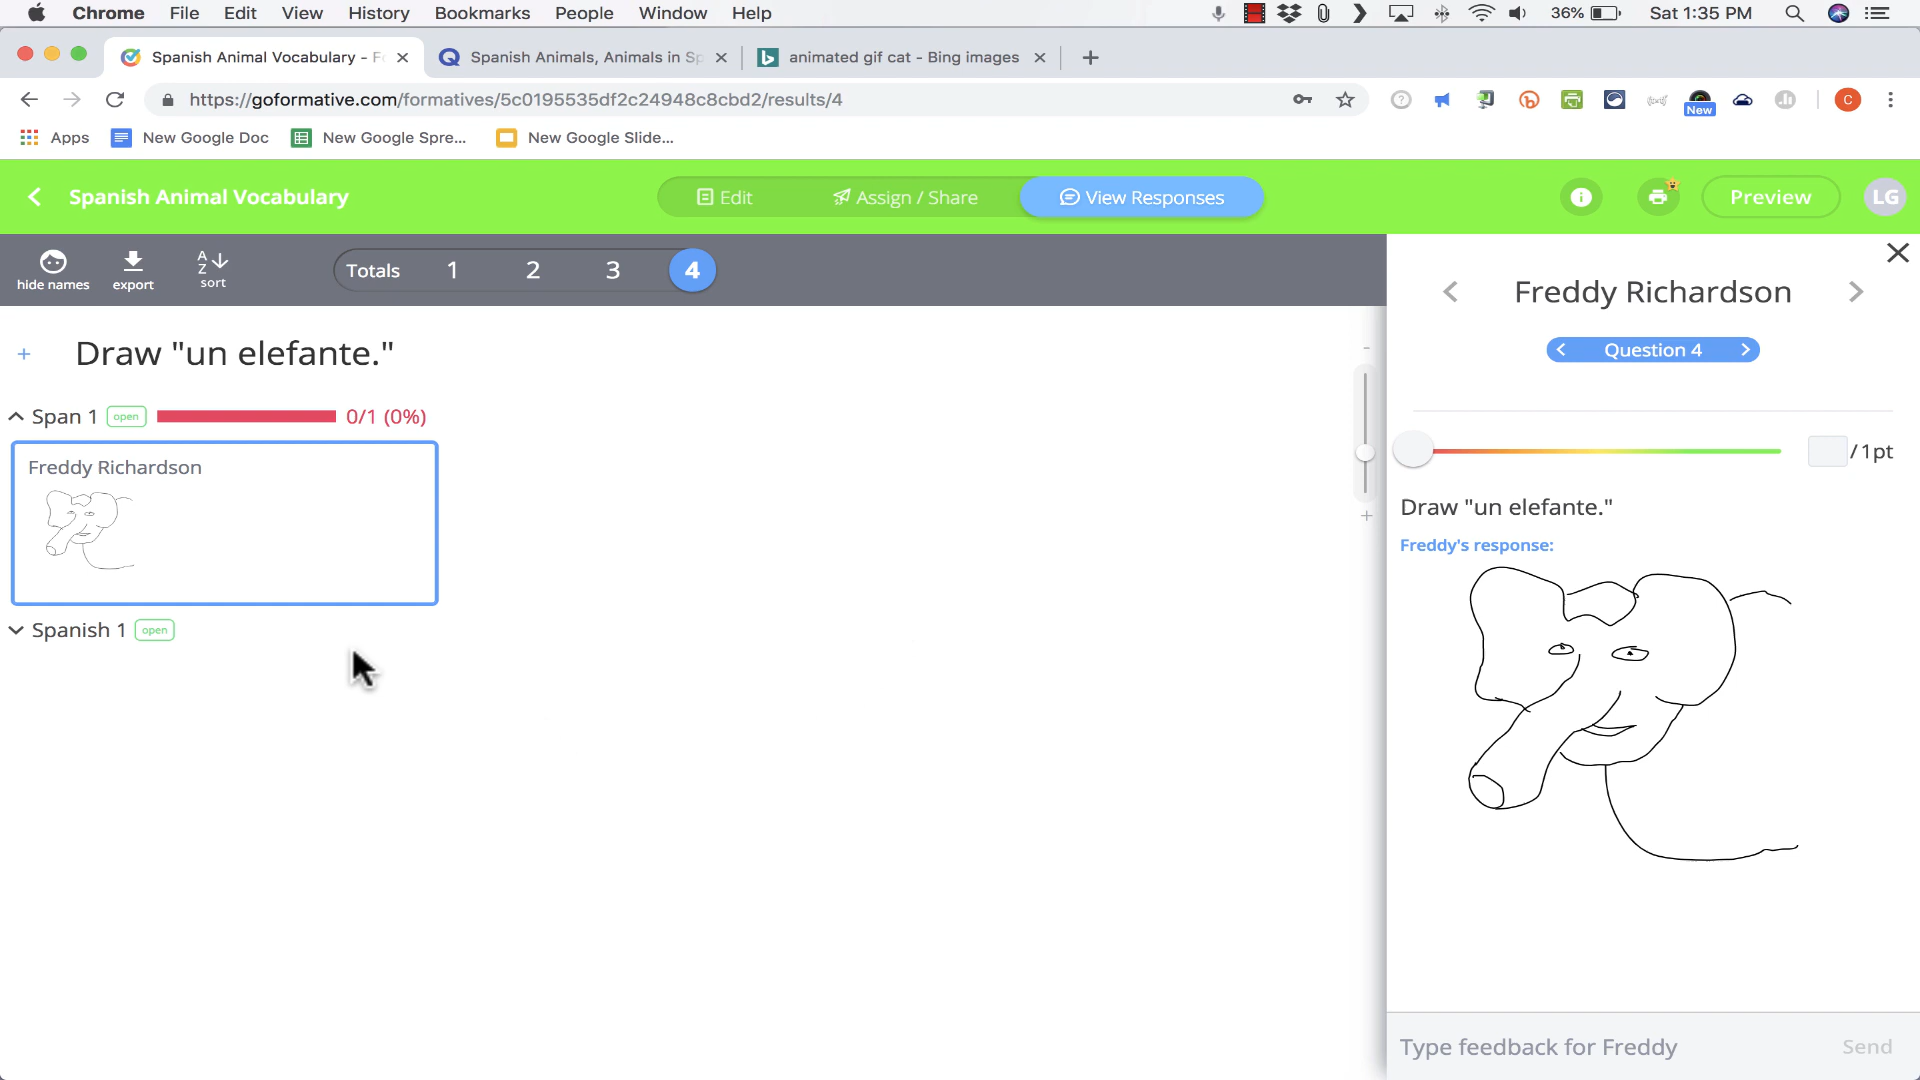 Chrome File Edit View History Bookmarks People Window Help 36% Sat 1:35 PM
Spanish Animal Vocabulary - Fo Spanish Animals, Animals in Sp animated gif cat - Bing images
https://goformative.com/formatives/5c0195535df2c24948c8cbd2/results/4 New C
Apps New Google Doc New Google Spre... New Google Slide...
Spanish Animal Vocabulary Edit Assign / Share View Responses Preview LG
hide names export A Z sort Totals 1 2 3 4
Draw "un elefante."
Span 1 open 0/1 (0%)
Freddy Richardson
Spanish 1 open
Freddy Richardson
Question 4
/ 1pt
Draw "un elefante."
Freddy's response:
Type feedback for Freddy Send